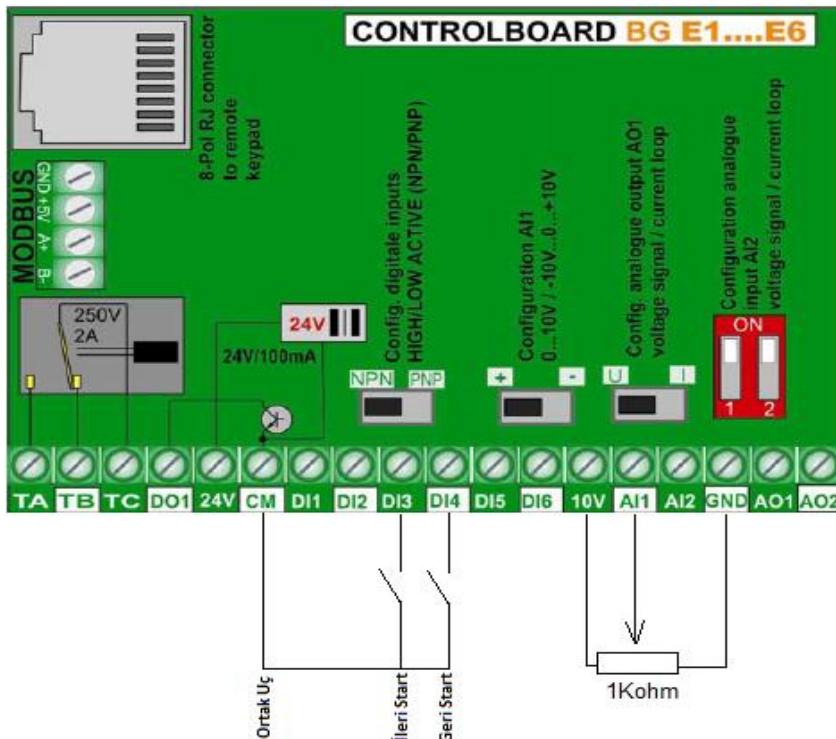 CONTROLBOARD BG E1....E6
8-Pol RJ connector
to remote
keypad
MODBUS
GND
+5V
A+
B-
250V
2A
24V
24V/100mA
Config. digitale inputs
HIGH/LOW ACTIVE (NPN/PNP)
NPN
PNP
Configuration AI1
0...10V / -10V...0...+10V
+
-
Config. analogue output AO1
voltage signal / current loop
U
I
Configuration analogue
input AI2
voltage signal / current loop
ON
1 2
TA TB TC DO1 24V CM DI1 DI2 DI3 DI4 DI5 DI6 10V AI1 AI2 GND AO1 AO2
Ortak Uç
İleri Start
Geri Start
1Kohm